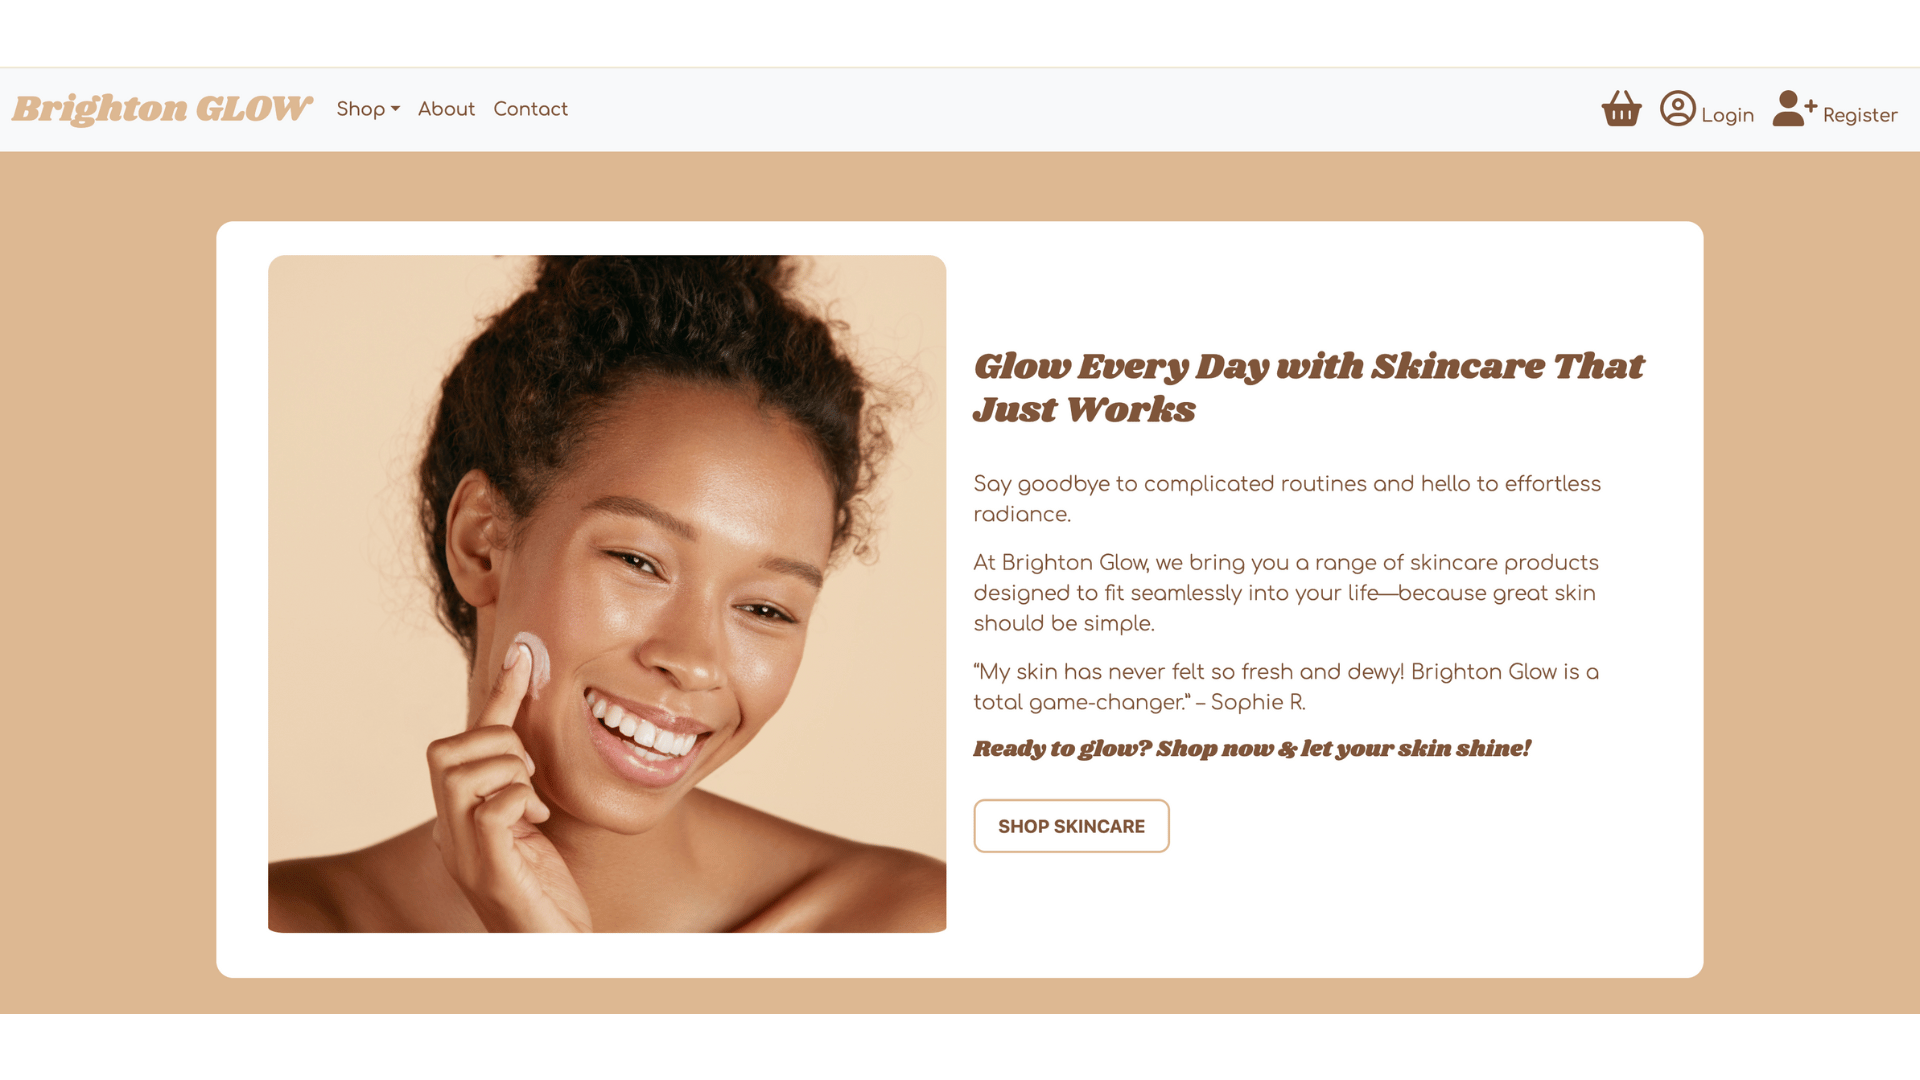 Brighton GLOW Shop About Contact Login Register
Glow Every Day with Skincare That
Just Works
Say goodbye to complicated routines and hello to effortless
radiance.
At Brighton Glow, we bring you a range of skincare products
designed to fit seamlessly into your life—because great skin
should be simple.
“My skin has never felt so fresh and dewy! Brighton Glow is a
total game-changer.” – Sophie R.
Ready to glow? Shop now & let your skin shine!
SHOP SKINCARE